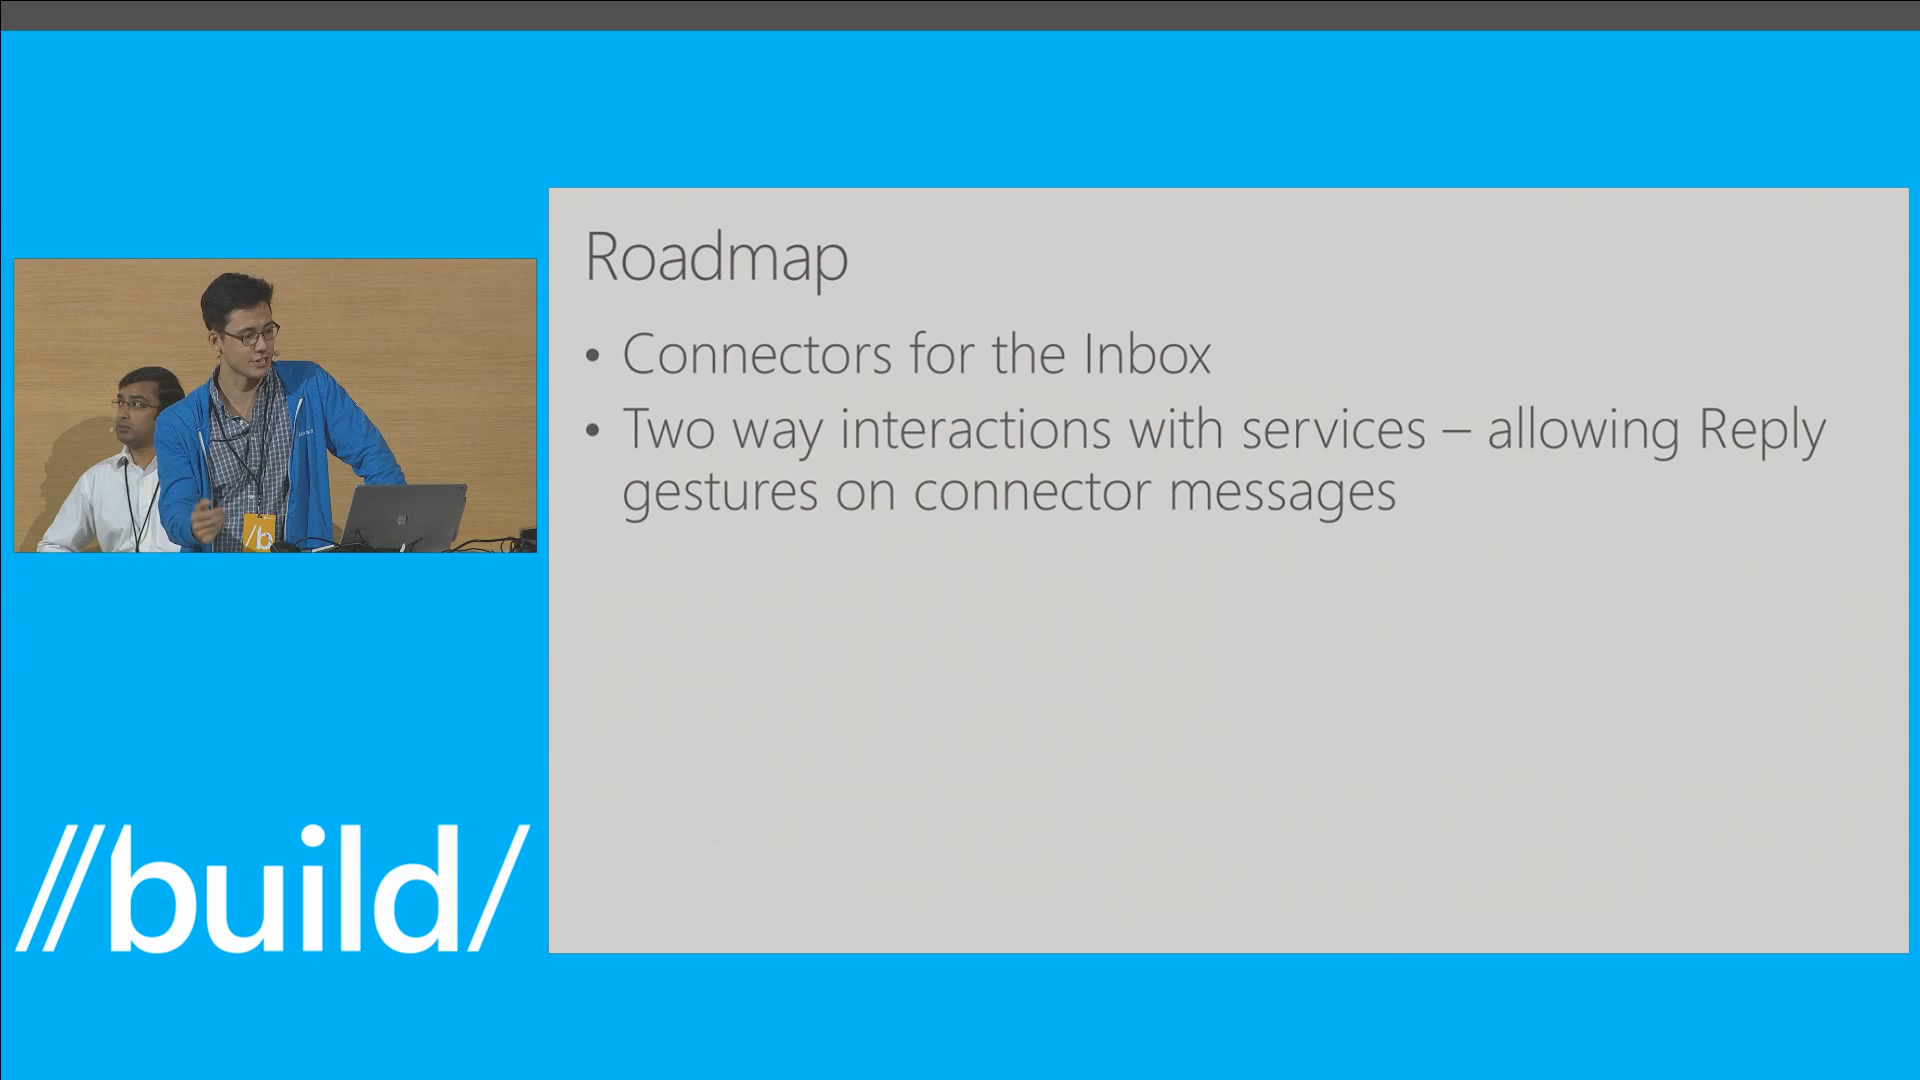 Roadmap
• Connectors for the Inbox
• Two way interactions with services – allowing Reply
gestures on connector messages
/b
//build/